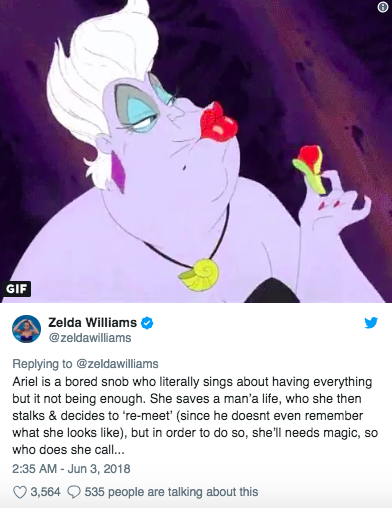 GIF
Zelda Williams
@zeldawilliams
Replying to @zeldawilliams
Ariel is a bored snob who literally sings about having everything
but it not being enough. She saves a man'a life, who she then
stalks & decides to 're-meet' (since he doesnt even remember
what she looks like), but in order to do so, she'll needs magic, so
who does she call...
2:35 AM - Jun 3, 2018
3,564 535 people are talking about this